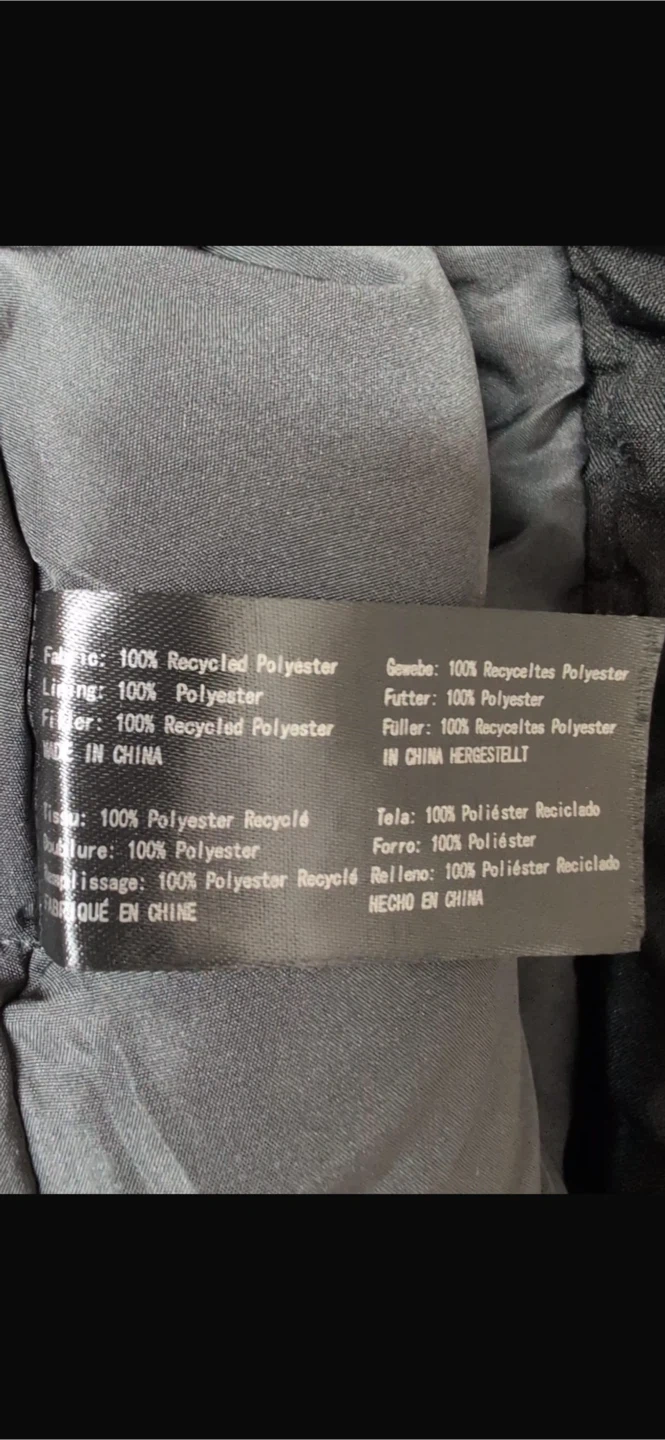 Fabric: 100% Recycled Polyester
Lining: 100% Polyester
Filler: 100% Recycled Polyester
MADE IN CHINA
Gewebe: 100% Recyceltes Polyester
Futter: 100% Polyester
Füller: 100% Recyceltes Polyester
IN CHINA HERGESTELLT
Tissu: 100% Polyester Recyclé
Doublure: 100% Polyester
Remplissage: 100% Polyester Recyclé
FABRIQUÉ EN CHINE
Tela: 100% Poliéster Reciclado
Forro: 100% Poliéster
Relleno: 100% Poliéster Reciclado
HECHO EN CHINA